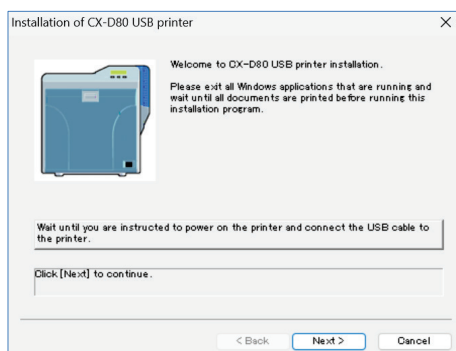 Installation of CX-D80 USB printer
Welcome to CX-D80 USB printer installation.
Please exit all Windows applications that are running and
wait until all documents are printed before running this
installation program.
Wait until you are instructed to power on the printer and connect the USB cable to
the printer.
Click [Next] to continue.
< Back
Next >
Cancel